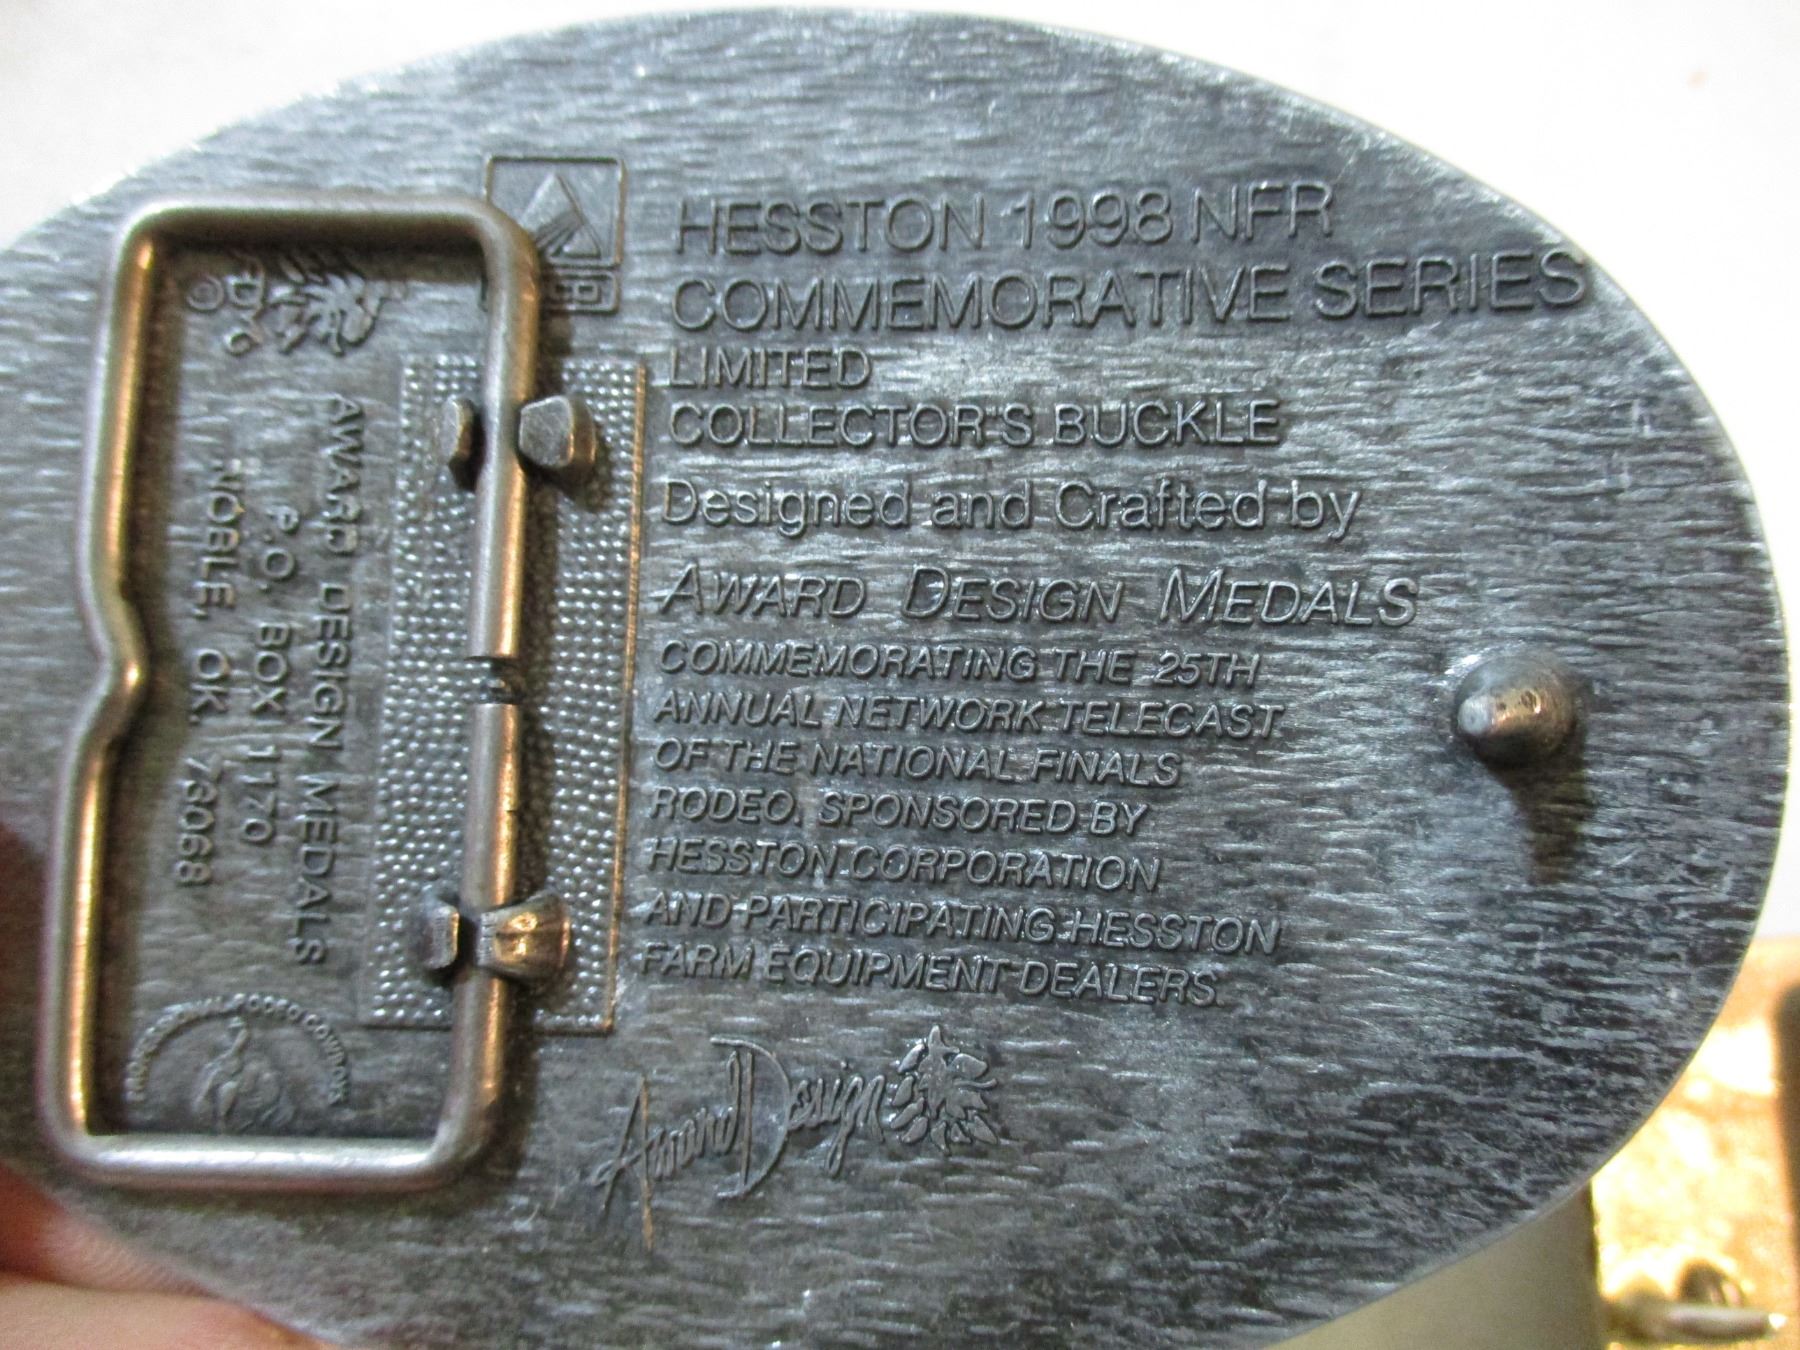 HESSTON 1998 NFR
COMMEMORATIVE SERIES
LIMITED
COLLECTOR'S BUCKLE
Designed and Crafted by
AWARD DESIGN MEDALS
COMMEMORATING THE 25TH
ANNUAL NETWORK TELECAST
OF THE NATIONAL FINALS
RODEO. SPONSORED BY
HESSTON CORPORATION
AND PARTICIPATING HESSTON
FARM EQUIPMENT DEALERS.
Award Design
AWARD DESIGN MEDALS
P.O. BOX 1170
NOBLE, OK. 73068
RODEO COWBOYS